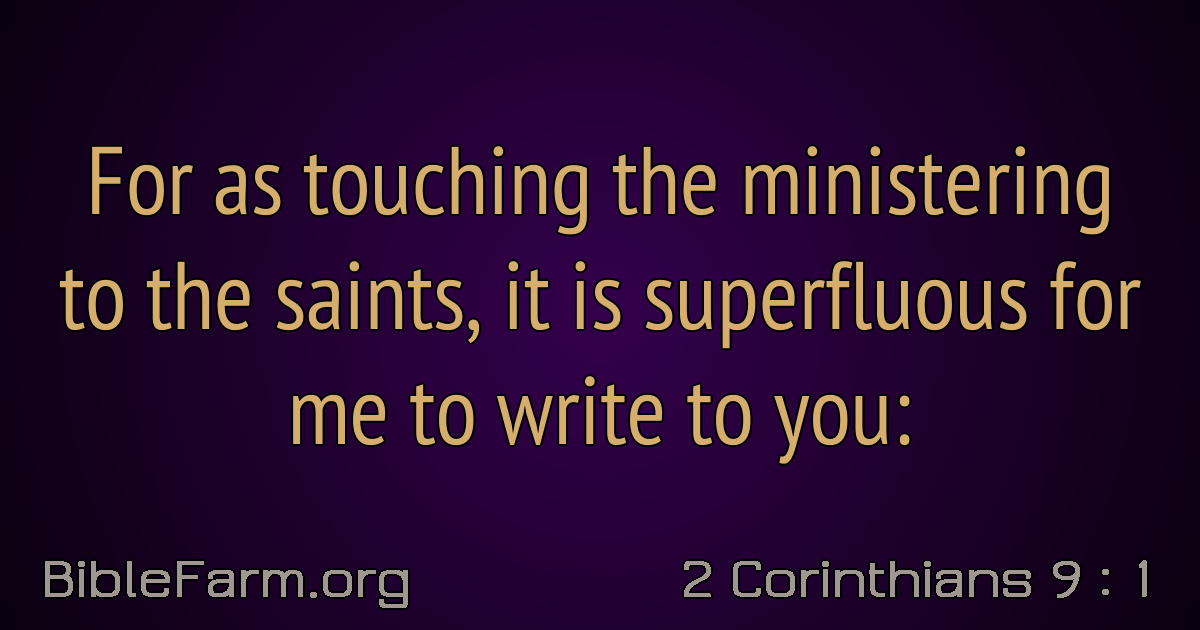 For as touching the ministering
to the saints, it is superfluous for
me to write to you:
BibleFarm.org
2 Corinthians 9 : 1